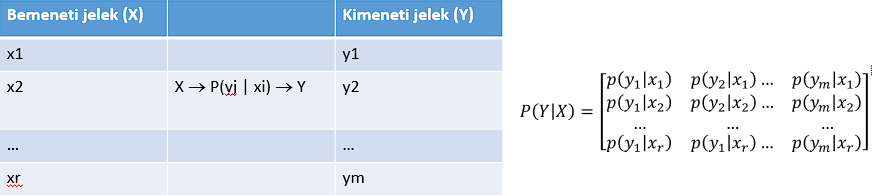 Bemeneti jelek (X) Kimeneti jelek (Y)
x1 y1
x2 X → P(yj | xi) → Y y2
... ...
xr ym
P(Y|X) = [p(y₁|x₁) p(y₂|x₁) … p(yₘ|x₁)
p(y₁|x₂) p(y₂|x₂) … p(yₘ|x₂)
… … …
p(y₁|xᵣ) p(y₁|xᵣ) … p(yₘ|xᵣ)]